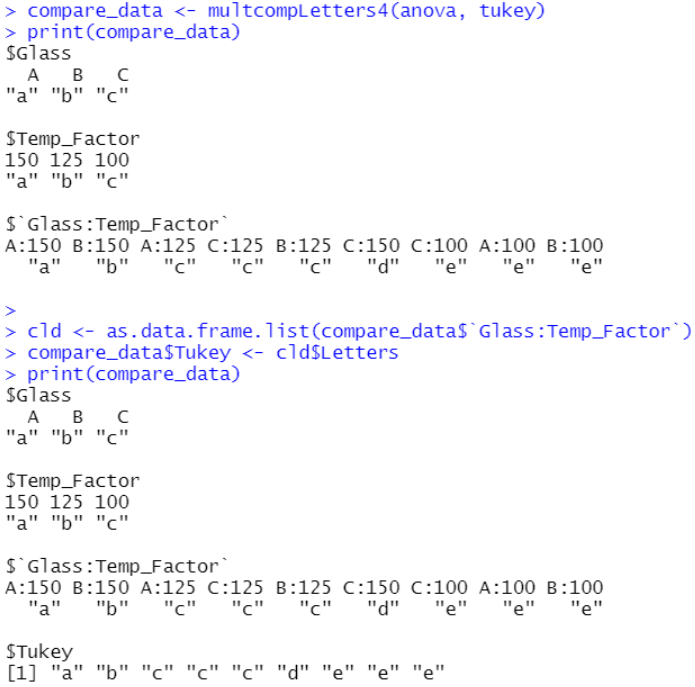 > compare_data <- multcompLetters4(anova, tukey)
> print(compare_data)
$Glass
  A   B   C
"a" "b" "c"

$Temp_Factor
150 125 100
"a" "b" "c"

$`Glass:Temp_Factor`
A:150 B:150 A:125 C:125 B:125 C:150 C:100 A:100 B:100
  "a"   "b"   "c"   "c"   "c"   "d"   "e"   "e"   "e"

>
> cld <- as.data.frame.list(compare_data$`Glass:Temp_Factor`)
> compare_data$Tukey <- cld$Letters
> print(compare_data)
$Glass
  A   B   C
"a" "b" "c"

$Temp_Factor
150 125 100
"a" "b" "c"

$`Glass:Temp_Factor`
A:150 B:150 A:125 C:125 B:125 C:150 C:100 A:100 B:100
  "a"   "b"   "c"   "c"   "c"   "d"   "e"   "e"   "e"

$Tukey
[1] "a" "b" "c" "c" "c" "d" "e" "e" "e"